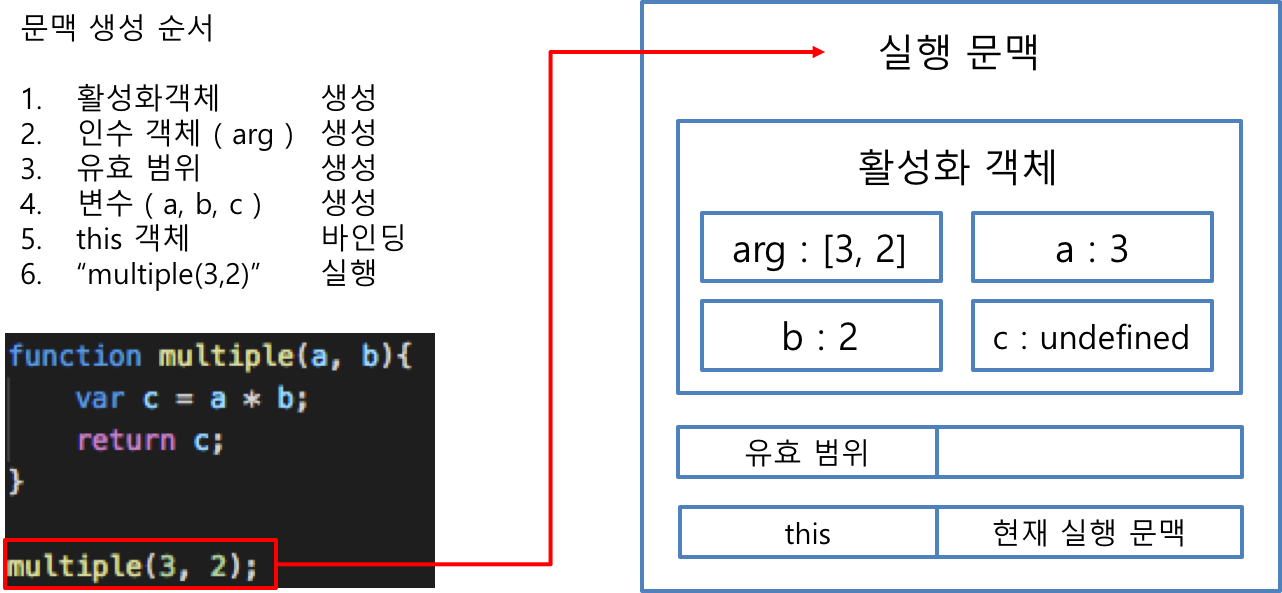 문맥 생성 순서
1. 활성화객체 생성
2. 인수 객체 ( arg ) 생성
3. 유효 범위 생성
4. 변수 ( a, b, c ) 생성
5. this 객체 바인딩
6. “multiple(3,2)” 실행
function multiple(a, b){
var c = a * b;
return c;
}
multiple(3, 2);
실행 문맥
활성화 객체
arg : [3, 2] a : 3
b : 2 c : undefined
유효 범위
this 현재 실행 문맥